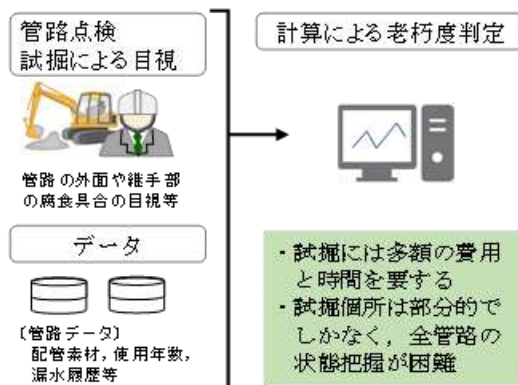 管路点検
試掘による目視
管路の外面や継手部
の腐食具合の目視等
データ
〔管路データ〕
配管素材，使用年数，
漏水履歴等
計算による老朽度判定
・試掘には多額の費用
と時間を要する
・試掘個所は部分的で
しかなく，全管路の
状態把握が困難